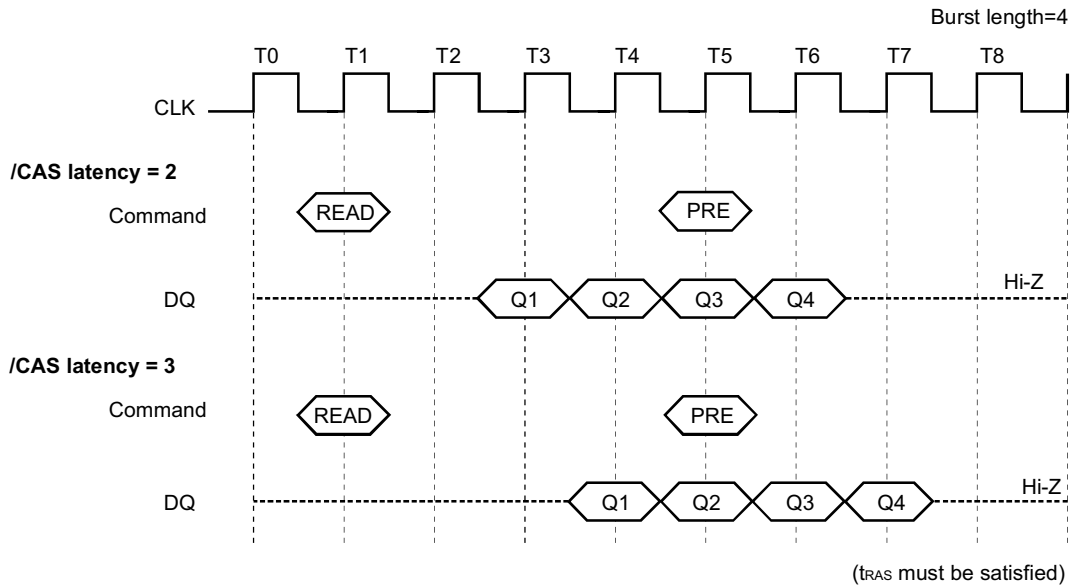 Burst length=4
T0 T1 T2 T3 T4 T5 T6 T7 T8
CLK
/CAS latency = 2
Command READ PRE
Hi-Z
DQ Q1 Q2 Q3 Q4
/CAS latency = 3
Command READ PRE
Hi-Z
DQ Q1 Q2 Q3 Q4
(tRAS must be satisfied)